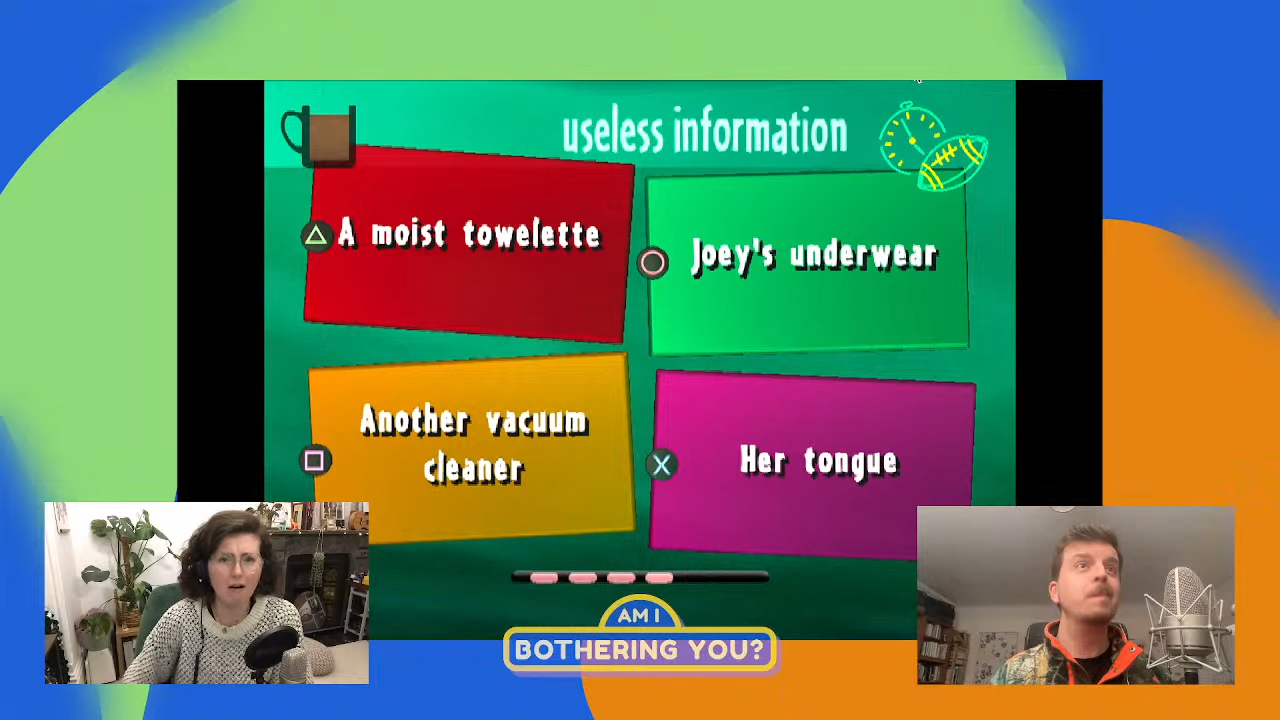 useless information
A moist towelette
Joey's underwear
Another vacuum
cleaner
Her tongue
AM I
BOTHERING YOU?